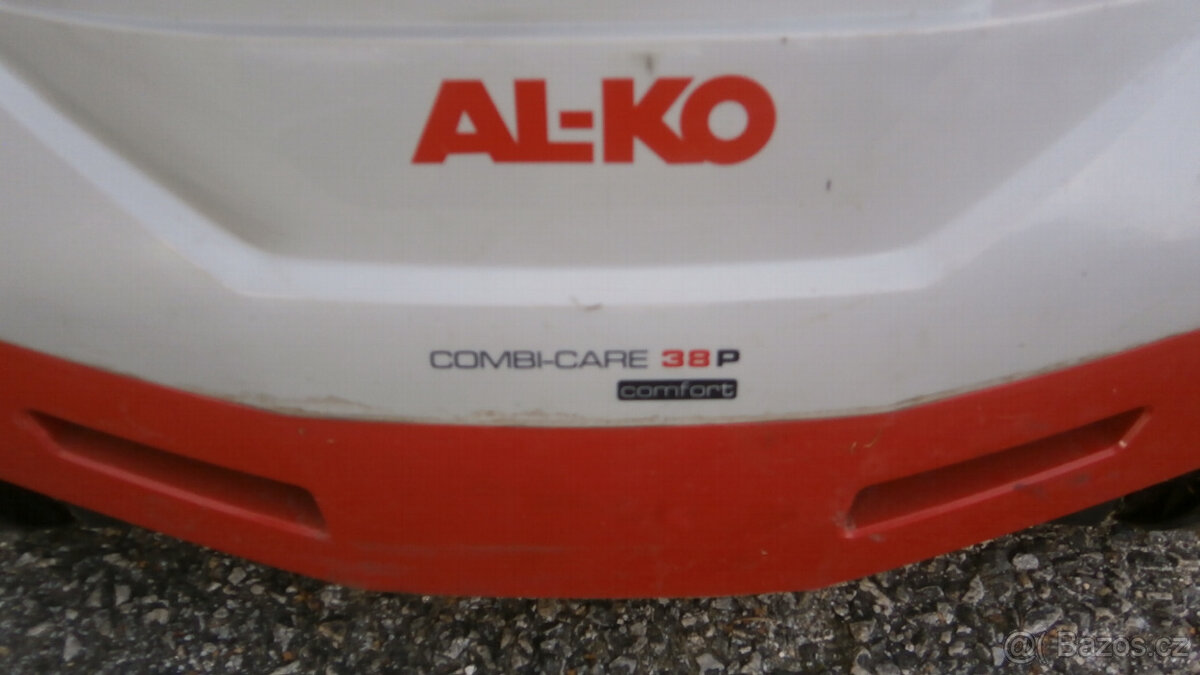 AL-KO
COMBI-CARE 38 P
comfort
@ Bazos.cz